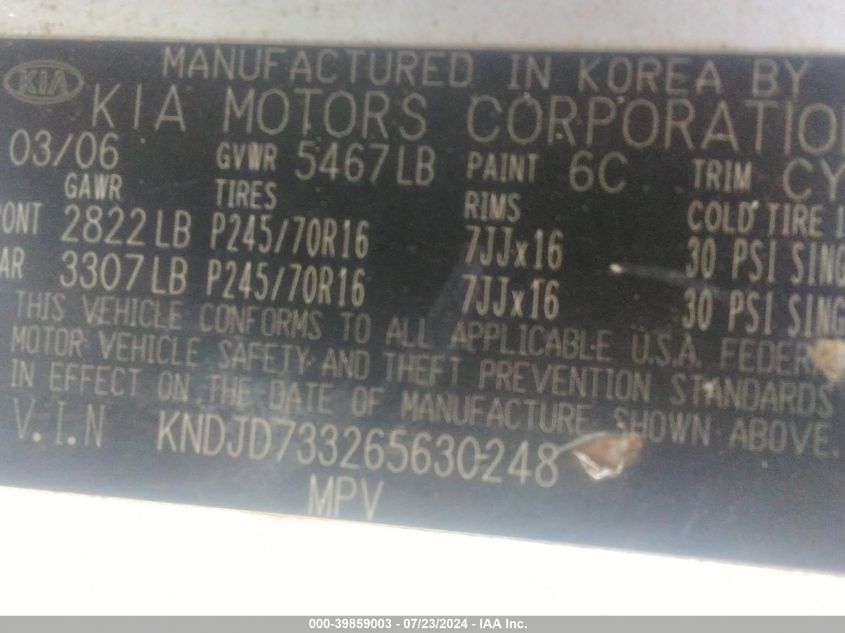 MANUFACTURED IN KOREA BY
KIA KIA MOTORS CORPORATION
03/06 GVWR 5467LB PAINT 6C TRIM CY
GAWR TIRES RIMS COLD TIRE
RONT 2822LB P245/70R16 7JJx16 30 PSI SING
AR 3307LB P245/70R16 7JJx16 30 PSI SING
THIS VEHICLE CONFORMS TO ALL APPLICABLE U.S.A. FEDER
MOTOR VEHICLE SAFETY AND THEFT PREVENTION STANDARDS
IN EFFECT ON THE DATE OF MANUFACTURE SHOWN ABOVE.
V.I.N KNDJD733265630248
MPV
000-39859003 - 07/23/2024 - IAA Inc.